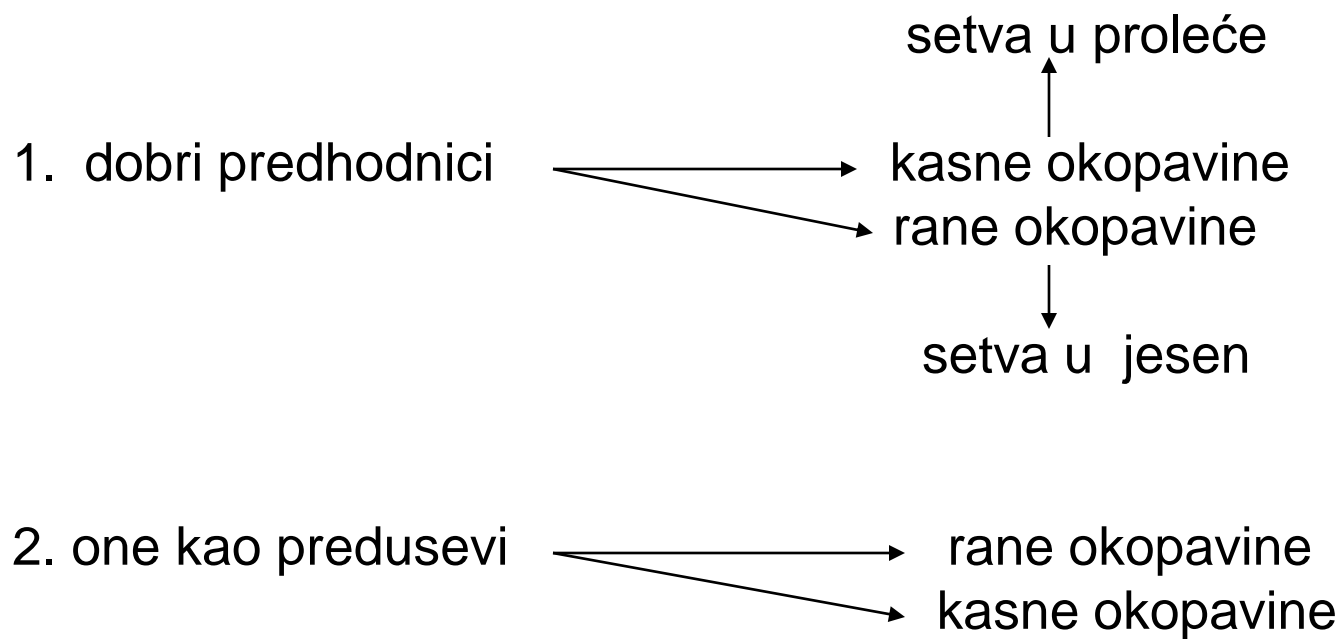 setva u proleće
1. dobri predhodnici kasne okopavine
rane okopavine
setva u jesen
2. one kao predusevi rane okopavine
kasne okopavine